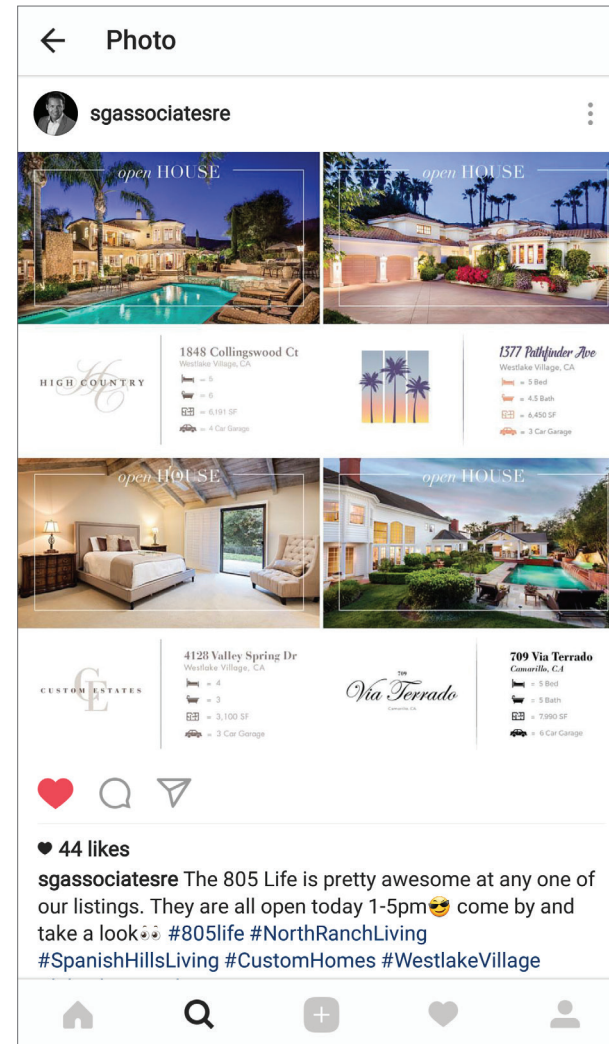 Photo
sgassociatesre
open HOUSE
open HOUSE
HIGH COUNTRY
HC
1848 Collingswood Ct
Westlake Village, CA
= 5
= 6
= 6,191 SF
= 4 Car Garage
1377 Pathfinder Ave
Westlake Village, CA
= 5 Bed
= 4.5 Bath
= 6,450 SF
= 3 Car Garage
open HOUSE
open HOUSE
CE
CUSTOM ESTATES
4128 Valley Spring Dr
Westlake Village, CA
= 4
= 3
= 3,100 SF
= 3 Car Garage
709
Via Terrado
Camarillo, CA
709 Via Terrado
Camarillo, CA
= 5 Bed
= 5 Bath
= 7,990 SF
= 6 Car Garage
44 likes
sgassociatesre The 805 Life is pretty awesome at any one of
our listings. They are all open today 1-5pm😎 come by and
take a look👀 #805life #NorthRanchLiving
#SpanishHillsLiving #CustomHomes #WestlakeVillage